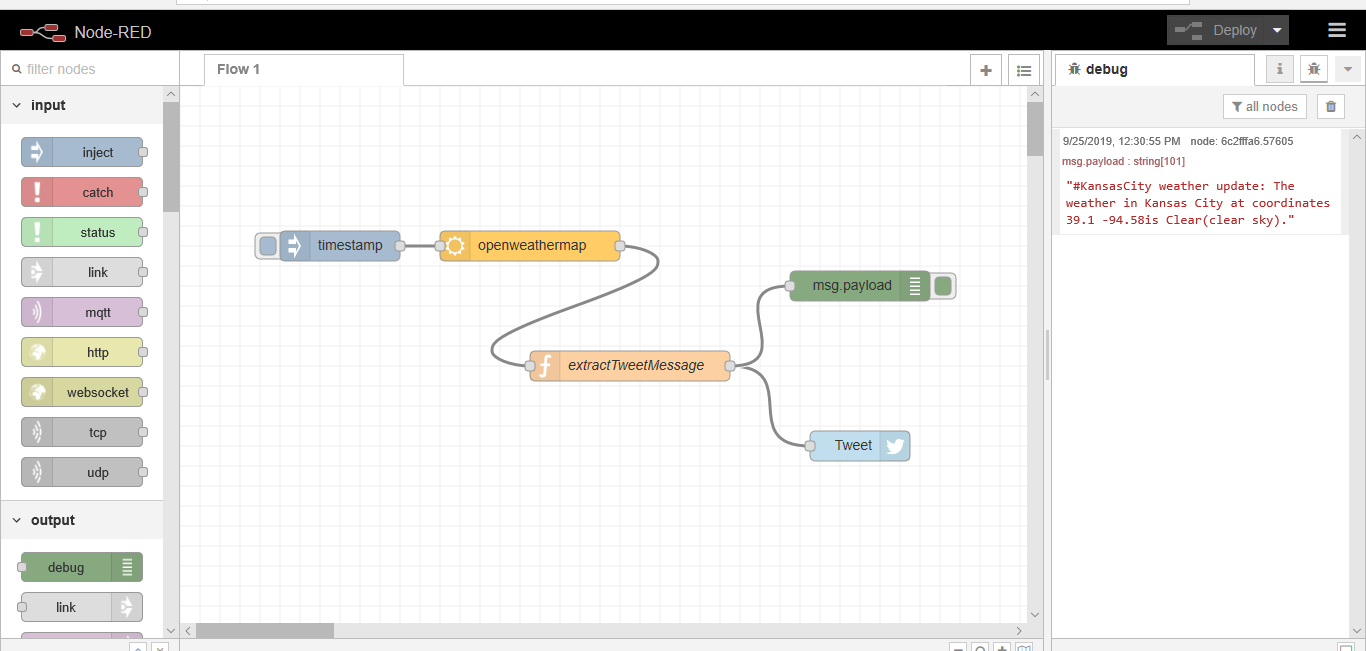 Node-RED
Deploy
filter nodes
Flow 1
debug
i
input
all nodes
inject
catch
status
link
mqtt
http
websocket
tcp
udp
output
debug
link
timestamp
openweathermap
msg.payload
extractTweetMessage
Tweet
9/25/2019, 12:30:55 PM node: 6c2fffa6.57605
msg.payload : string[101]
"#KansasCity weather update: The
weather in Kansas City at coordinates
39.1 -94.58is Clear(clear sky)."